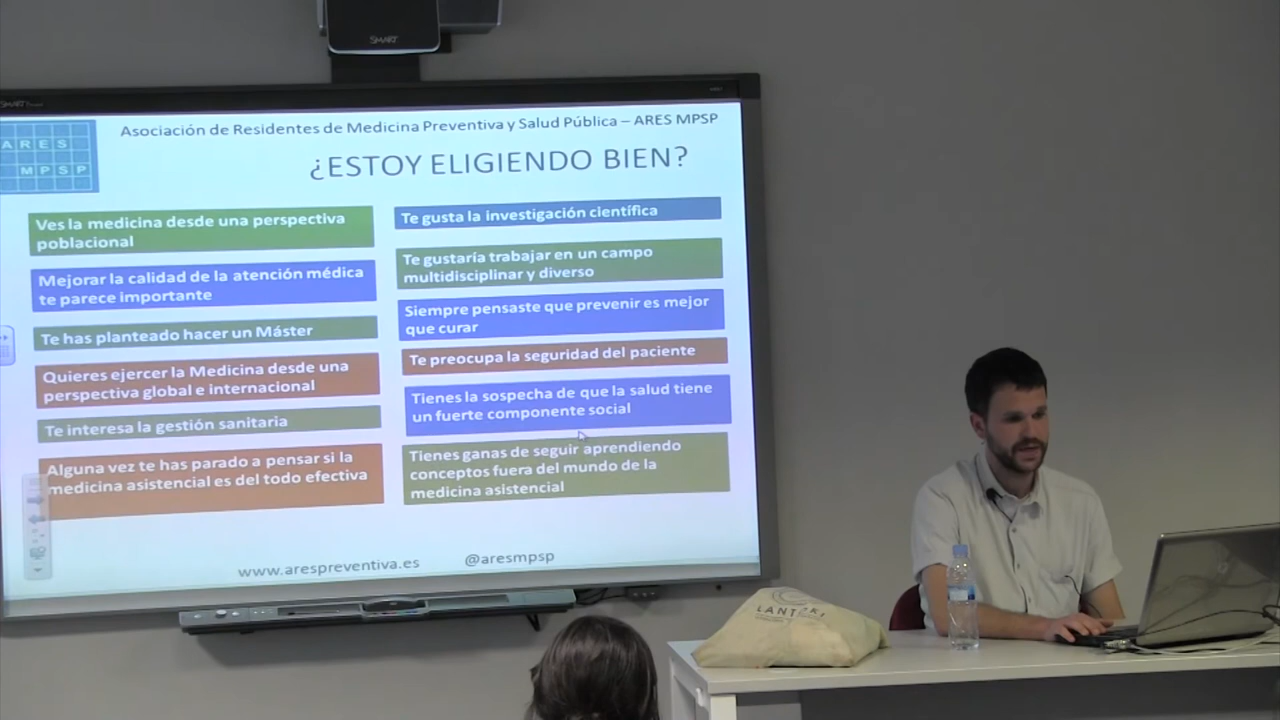 SMART
SMART
ARES
MPSP
Asociación de Residentes de Medicina Preventiva y Salud Pública – ARES MPSP
¿ESTOY ELIGIENDO BIEN?
Ves la medicina desde una perspectiva
poblacional
Mejorar la calidad de la atención médica
te parece importante
Te has planteado hacer un Máster
Quieres ejercer la Medicina desde una
perspectiva global e internacional
Te interesa la gestión sanitaria
Alguna vez te has parado a pensar si la
medicina asistencial es del todo efectiva
Te gusta la investigación científica
Te gustaría trabajar en un campo
multidisciplinar y diverso
Siempre pensaste que prevenir es mejor
que curar
Te preocupa la seguridad del paciente
Tienes la sospecha de que la salud tiene
un fuerte componente social
Tienes ganas de seguir aprendiendo
conceptos fuera del mundo de la
medicina asistencial
www.arespreventiva.es
@aresmpsp